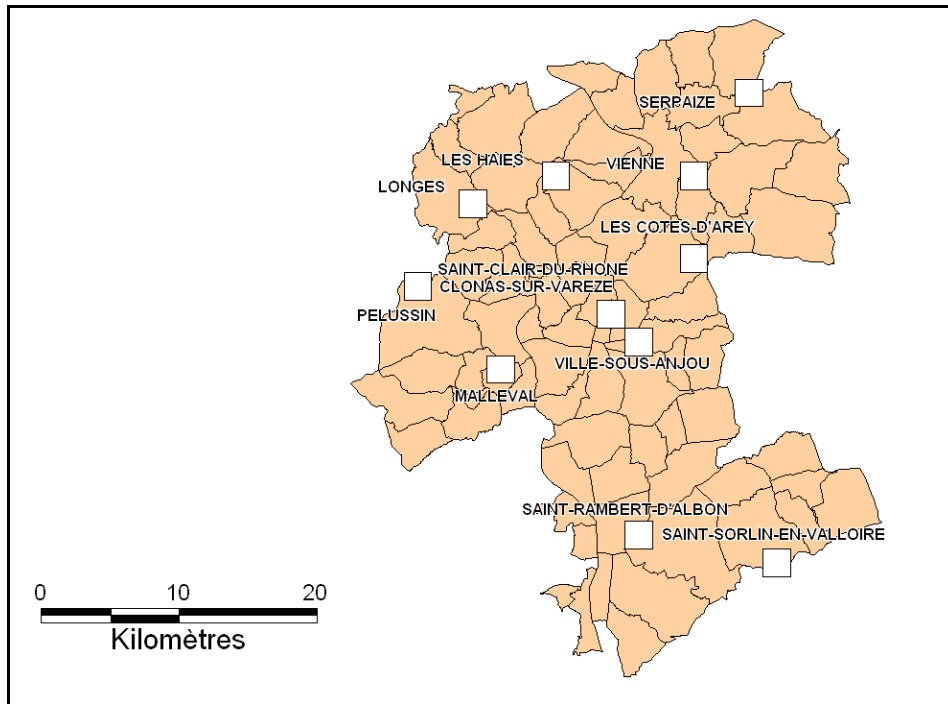 SERPAIZE
LES HAIES
VIENNE
LONGES
LES COTES-D'AREY
SAINT-CLAIR-DU-RHONE
CLONAS-SUR-VAREZE
PELUSSIN
VILLE-SOUS-ANJOU
MALLEVAL
SAINT-RAMBERT-D'ALBON
SAINT-SORLIN-EN-VALLOIRE
0 10 20
Kilomètres